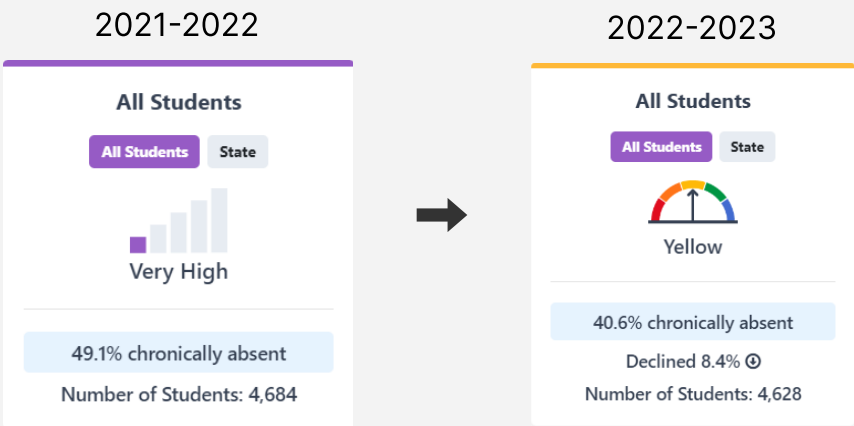 2021-2022
All Students
All Students State
Very High
49.1% chronically absent
Number of Students: 4,684
2022-2023
All Students
All Students State
Yellow
40.6% chronically absent
Declined 8.4%
Number of Students: 4,628